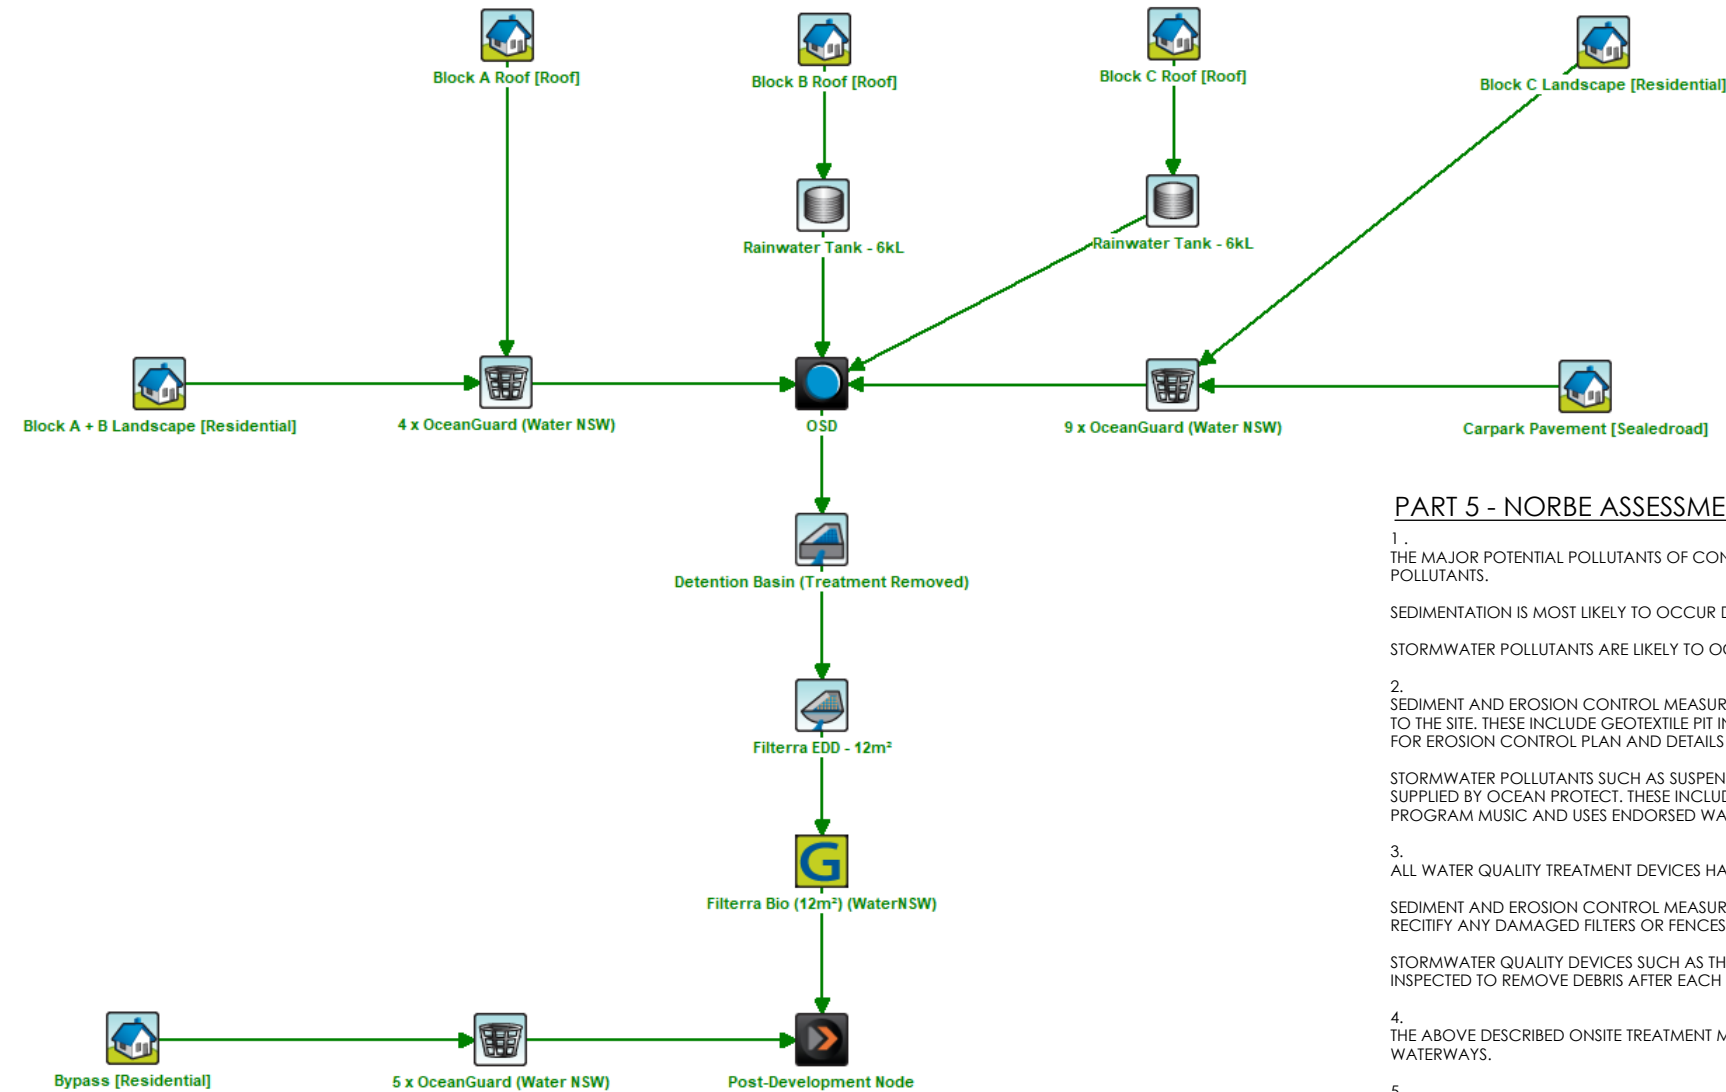 Block A Roof [Roof]
Block B Roof [Roof]
Block C Roof [Roof]
Block C Landscape [Residential]
Rainwater Tank - 6kL
Rainwater Tank - 6kL
Block A + B Landscape [Residential]
4 x OceanGuard (Water NSW)
OSD
9 x OceanGuard (Water NSW)
Carpark Pavement [Sealedroad]
Detention Basin (Treatment Removed)
Filterra EDD - 12m²
G
Filterra Bio (12m²) (WaterNSW)
Bypass [Residential]
5 x OceanGuard (Water NSW)
Post-Development Node
PART 5 - NORBE ASSESSME
1 .
THE MAJOR POTENTIAL POLLUTANTS OF CON
POLLUTANTS.
SEDIMENTATION IS MOST LIKELY TO OCCUR D
STORMWATER POLLUTANTS ARE LIKELY TO OC
2.
SEDIMENT AND EROSION CONTROL MEASUR
TO THE SITE. THESE INCLUDE GEOTEXTILE PIT IN
FOR EROSION CONTROL PLAN AND DETAILS
STORMWATER POLLUTANTS SUCH AS SUSPEN
SUPPLIED BY OCEAN PROTECT. THESE INCLUD
PROGRAM MUSIC AND USES ENDORSED WA
3.
ALL WATER QUALITY TREATMENT DEVICES HA
SEDIMENT AND EROSION CONTROL MEASUR
RECITIFY ANY DAMAGED FILTERS OR FENCES
STORMWATER QUALITY DEVICES SUCH AS TH
INSPECTED TO REMOVE DEBRIS AFTER EACH
4.
THE ABOVE DESCRIBED ONSITE TREATMENT M
WATERWAYS.
5